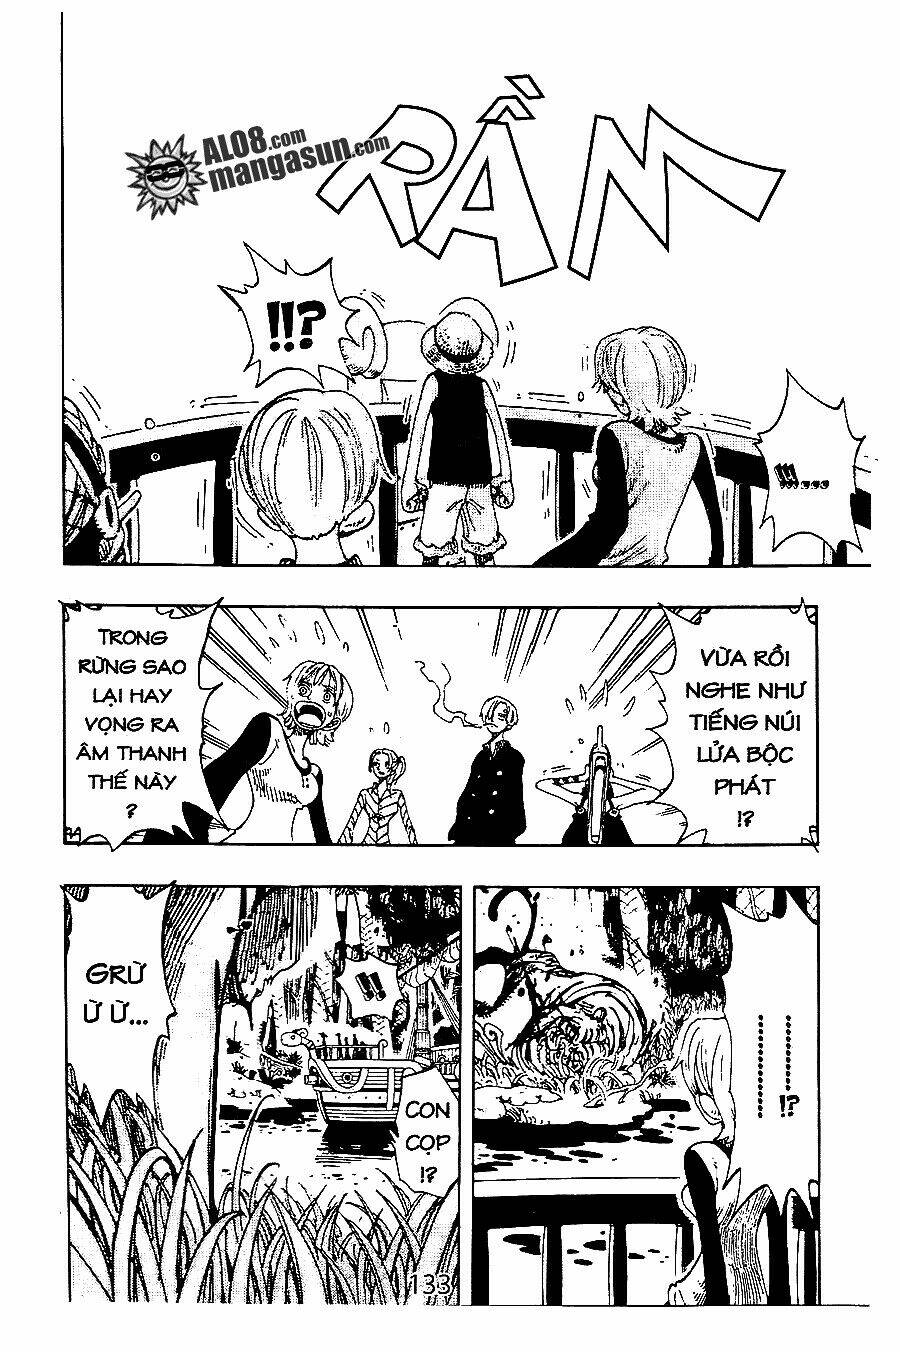 AL08.com
mangasun.com
RẦM
!!?
!!!...
VỪA RỒI
NGHE NHƯ
TIẾNG NÚI
LỬA BỘC
PHÁT
!?
TRONG
RỪNG SAO
LẠI HAY
VỌNG RA
ÂM THANH
THẾ NÀY
?
......... ......... !?
!!
CON
CỌP
!?
GRỪ
Ừ Ừ...
133